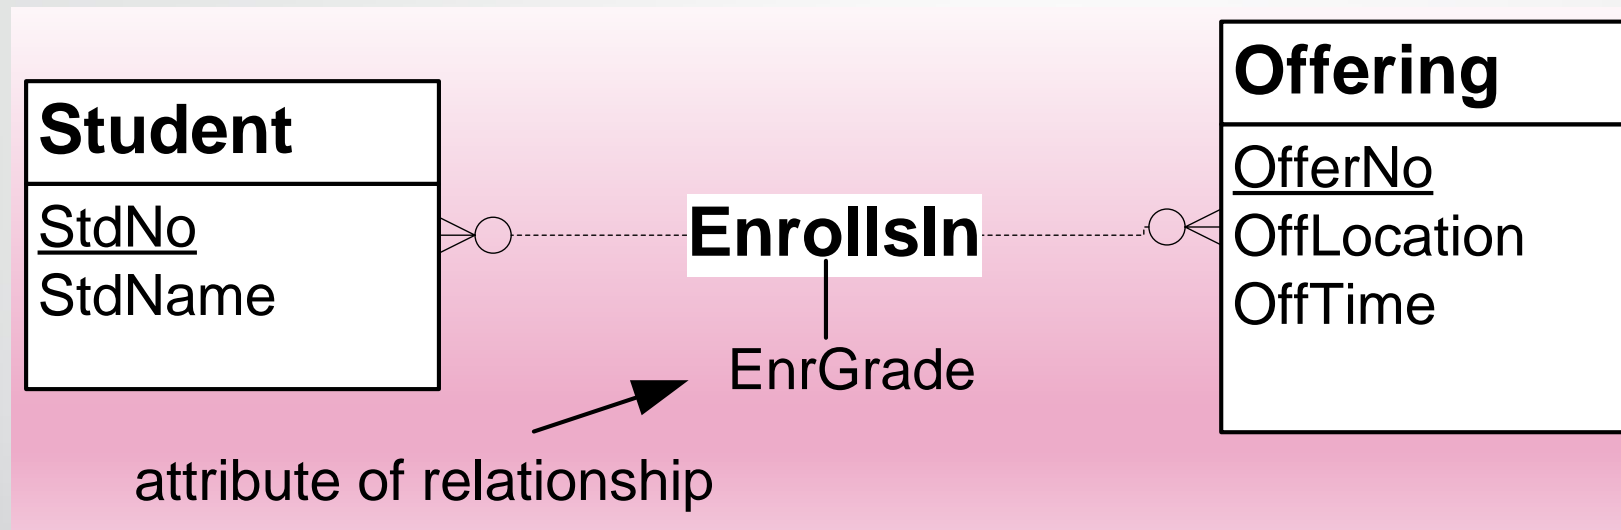 Student
StdNo
StdName
EnrollsIn
EnrGrade
attribute of relationship
Offering
OfferNo
OffLocation
OffTime